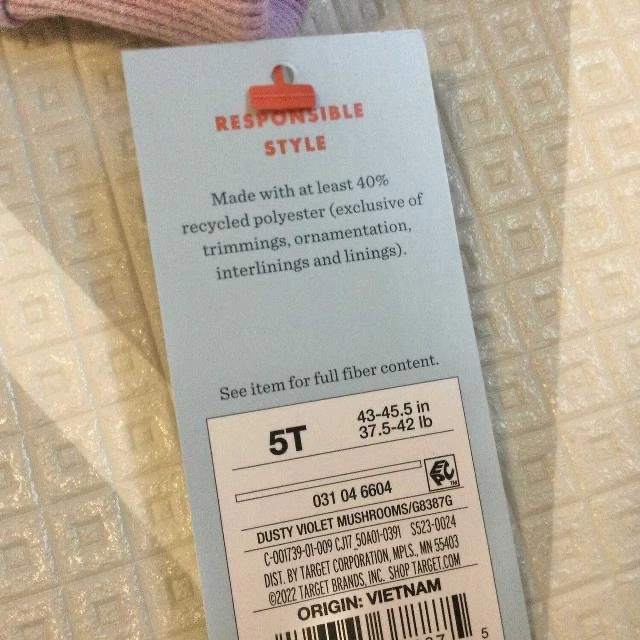 RESPONSIBLE
STYLE
Made with at least 40%
recycled polyester (exclusive of
trimmings, ornamentation,
interlinings and linings).
See item for full fiber content.
5T
43-45.5 in
37.5-42 lb
031 04 6604
DUSTY VIOLET MUSHROOMS/G8387G
C-001739-01-009 CJ17_50A01-0391 S523-0024
DIST. BY TARGET CORPORATION, MPLS., MN 55403
©2022 TARGET BRANDS, INC. SHOP TARGET.COM
ORIGIN: VIETNAM